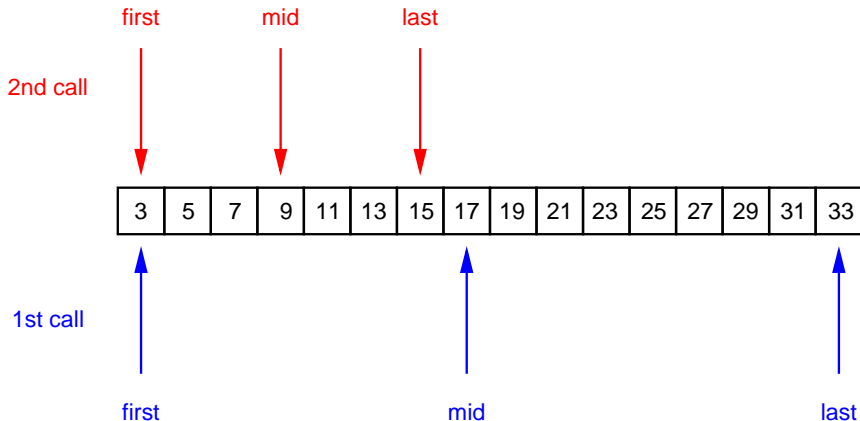 first mid last
2nd call
3 5 7 9 11 13 15 17 19 21 23 25 27 29 31 33
1st call
first mid last